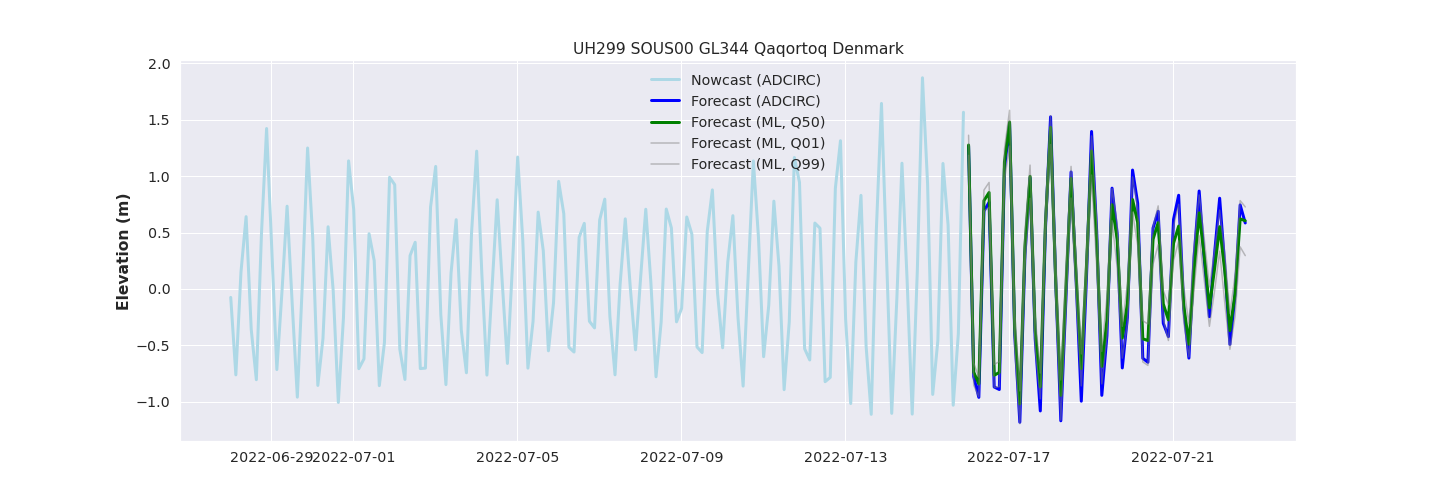 UH299 SOUS00 GL344 Qaqortoq Denmark
2.0
1.5
1.0
0.5
0.0
−0.5
−1.0
Elevation (m)
Nowcast (ADCIRC)
Forecast (ADCIRC)
Forecast (ML, Q50)
Forecast (ML, Q01)
Forecast (ML, Q99)
2022-06-29 2022-07-01 2022-07-05 2022-07-09 2022-07-13 2022-07-17 2022-07-21